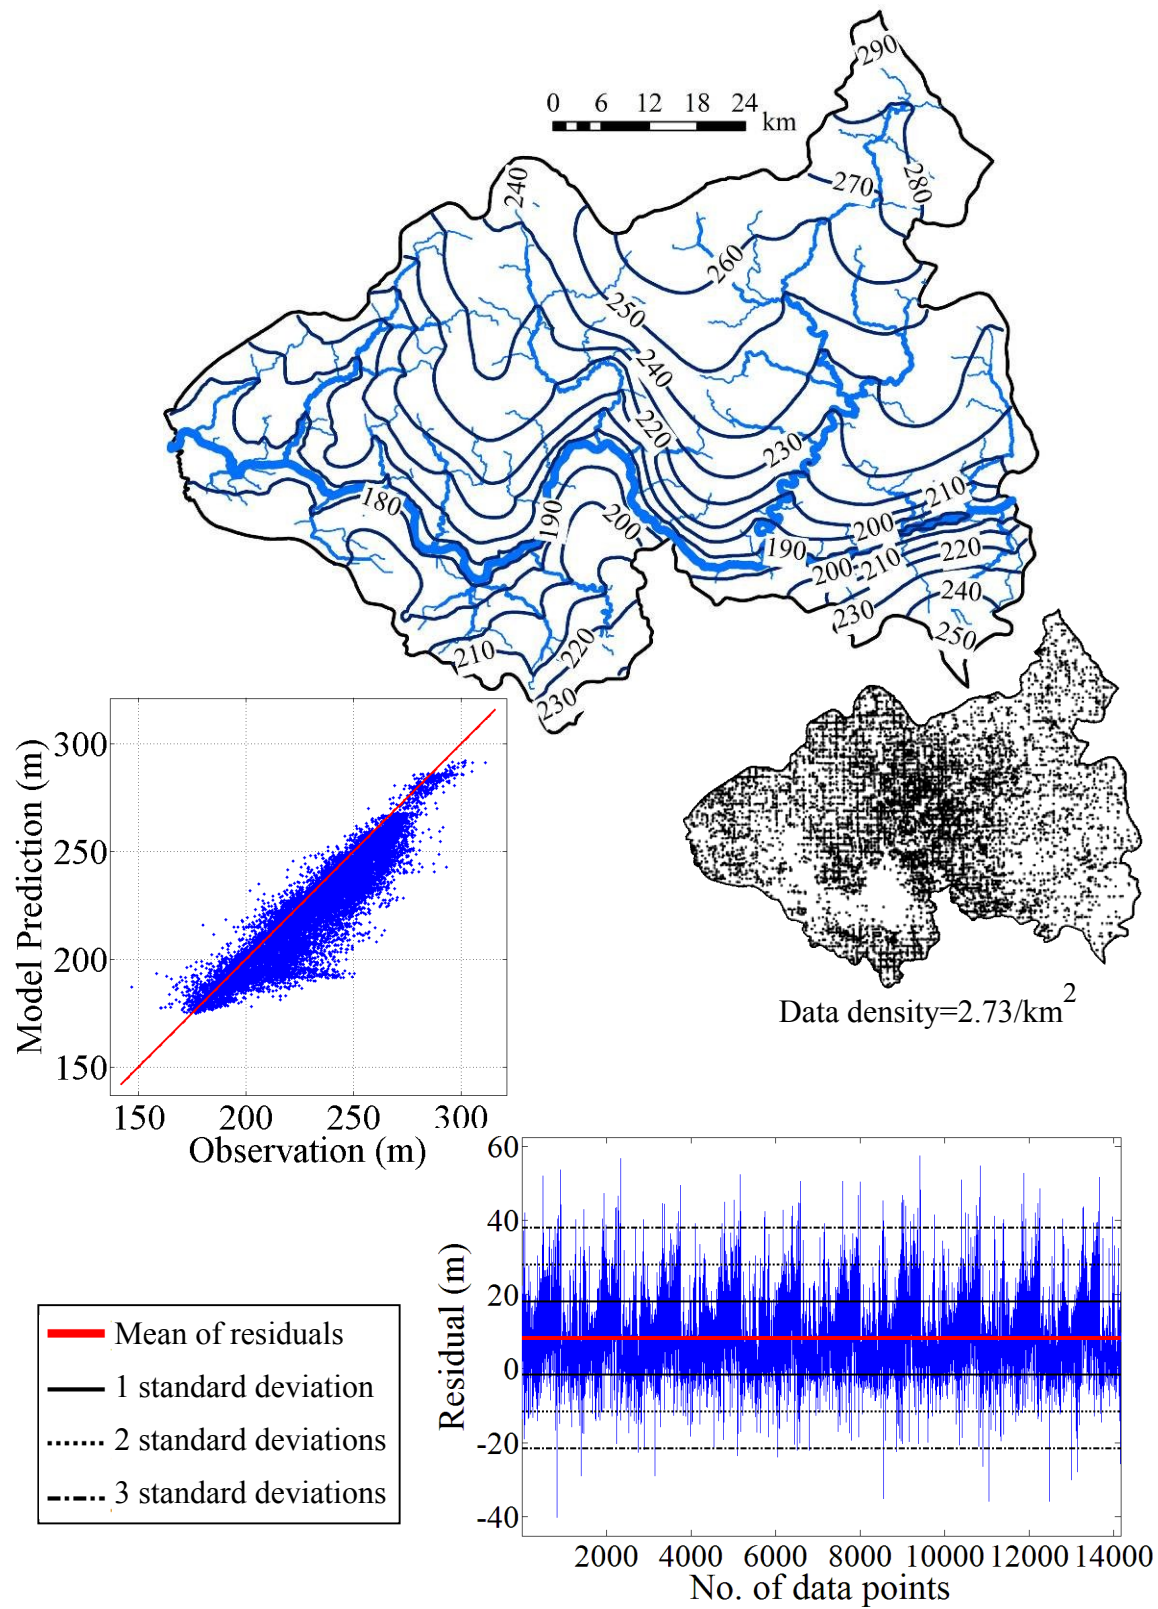 0 6 12 18 24
km
290
240
270
280
260
250
240
220
230
180
190
200
210
200
190
200
210
220
240
230
250
210
220
230
Data density=2.73/km2
Model Prediction (m)
300
250
200
150
150 200 250 300
Observation (m)
Residual (m)
60
40
20
0
-20
-40
2000 4000 6000 8000 10000 12000 14000
No. of data points
Mean of residuals
1 standard deviation
2 standard deviations
3 standard deviations